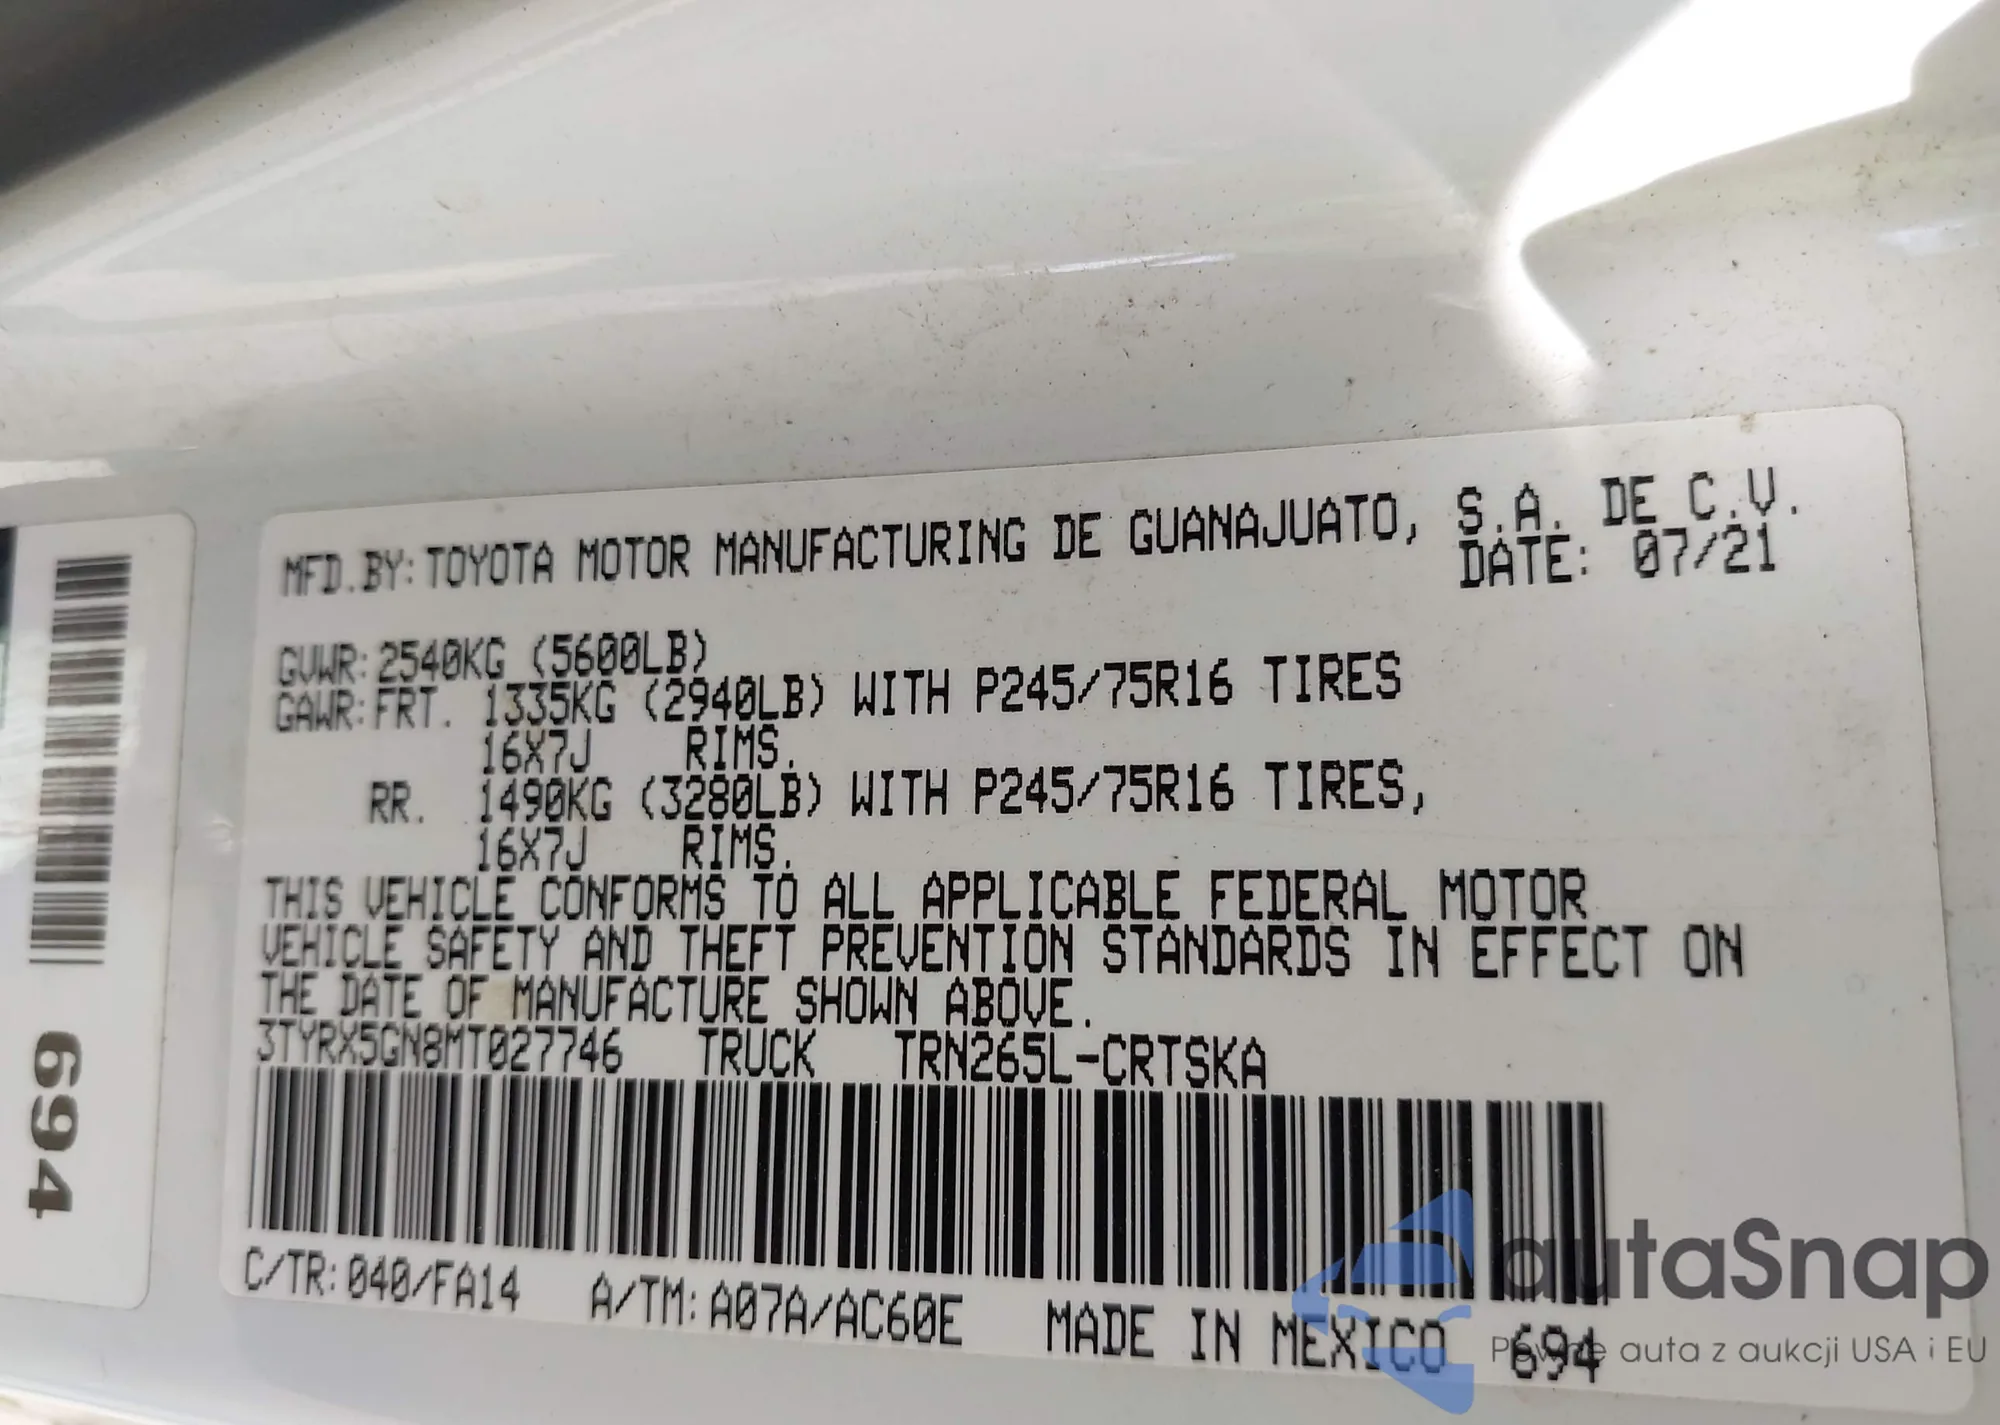 MFD.BY: TOYOTA MOTOR MANUFACTURING DE GUANAJUATO, S.A. DE C.V.
DATE: 07/21
GVWR: 2540KG (5600LB)
GAWR: FRT. 1335KG (2940LB) WITH P245/75R16 TIRES
16X7J RIMS.
RR. 1490KG (3280LB) WITH P245/75R16 TIRES,
16X7J RIMS.
THIS VEHICLE CONFORMS TO ALL APPLICABLE FEDERAL MOTOR
VEHICLE SAFETY AND THEFT PREVENTION STANDARDS IN EFFECT ON
THE DATE OF MANUFACTURE SHOWN ABOVE.
3TYRX5GN8MT027746 TRUCK TRN265L-CRTSKA
C/TR: 040/FA14 A/TM: A07A/AC60E MADE IN MEXICO 694
694
autaSnap
Pewne auta z aukcji USA i EU